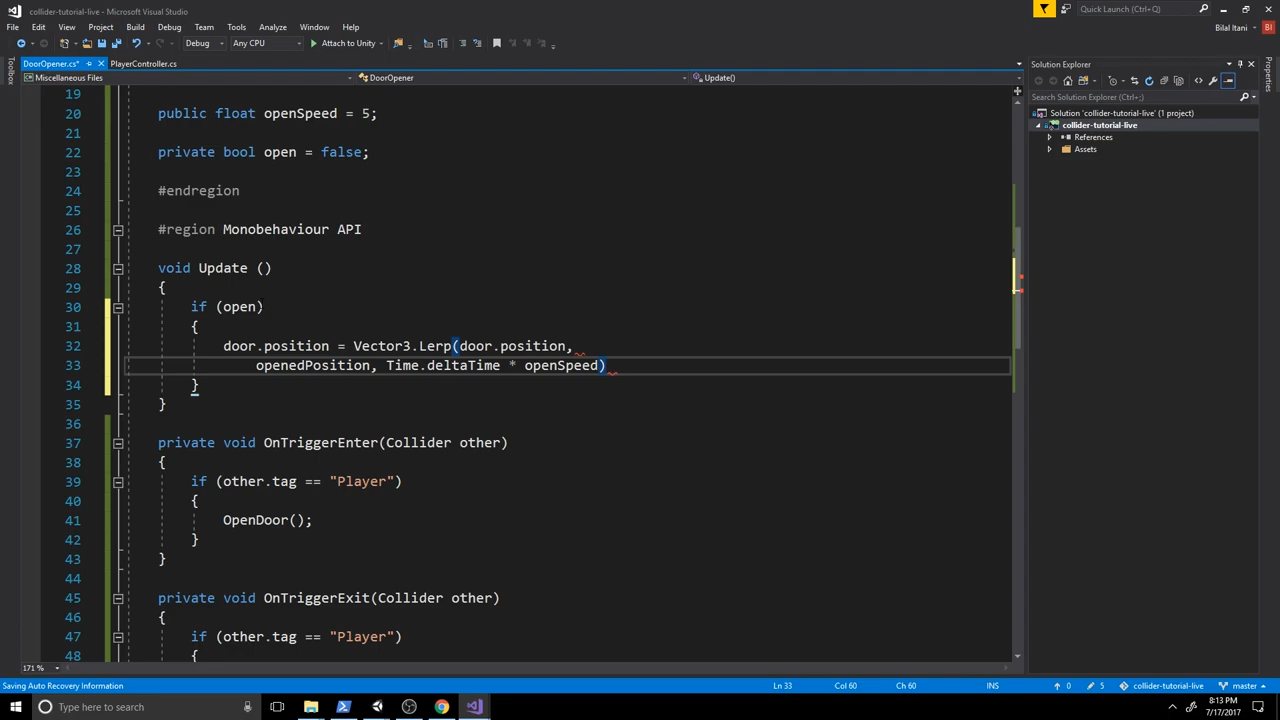 collider-tutorial-live - Microsoft Visual Studio
Quick Launch (Ctrl+;)
File Edit View Project Build Debug Team Tools Analyze Window Help
Bilal Itani BI
Debug Any CPU Attach to Unity
Toolbox
DoorOpener.cs* PlayerController.cs
Miscellaneous Files DoorOpener Update()
Solution Explorer
Properties
Search Solution Explorer (Ctrl+;)
Solution 'collider-tutorial-live' (1 project)
collider-tutorial-live
References
Assets
19
20 public float openSpeed = 5;
21
22 private bool open = false;
23
24 #endregion
25
26 #region Monobehaviour API
27
28 void Update ()
29 {
30 if (open)
31 {
32 door.position = Vector3.Lerp(door.position,
33 openedPosition, Time.deltaTime * openSpeed)
34 }
35 }
36
37 private void OnTriggerEnter(Collider other)
38 {
39 if (other.tag == "Player")
40 {
41 OpenDoor();
42 }
43 }
44
45 private void OnTriggerExit(Collider other)
46 {
47 if (other.tag == "Player")
48 {
171 %
Saving Auto Recovery Information Ln 33 Col 60 Ch 60 INS 0 5 collider-tutorial-live master
Type here to search
8:13 PM
7/17/2017